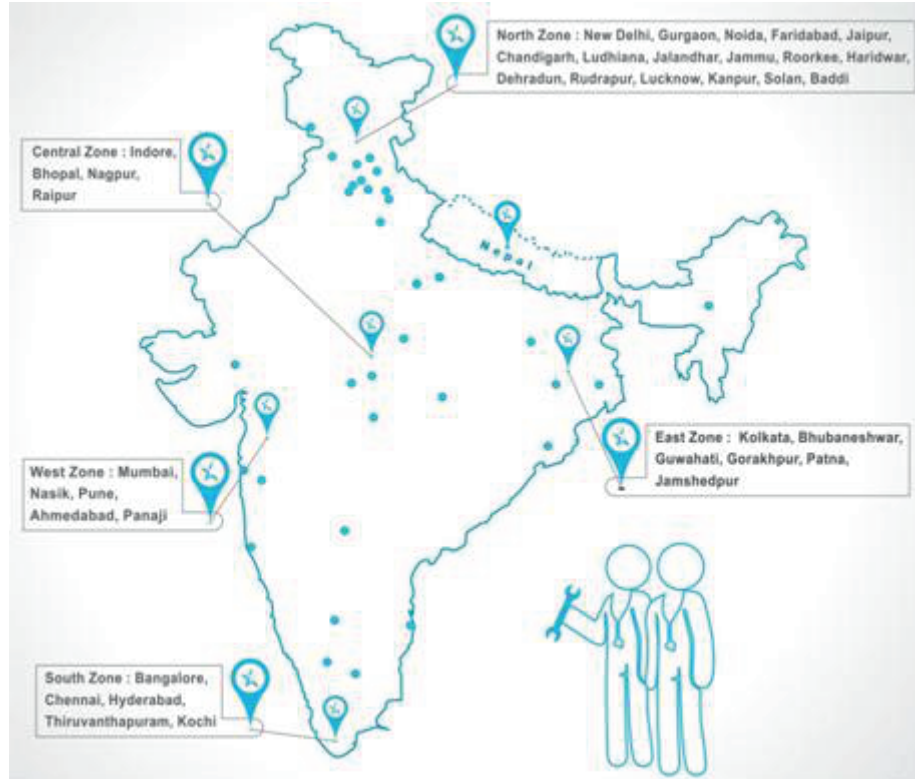 North Zone : New Delhi, Gurgaon, Noida, Faridabad, Jaipur,
Chandigarh, Ludhiana, Jalandhar, Jammu, Roorkee, Haridwar,
Dehradun, Rudrapur, Lucknow, Kanpur, Solan, Baddi
Central Zone : Indore,
Bhopal, Nagpur,
Raipur
Nepal
East Zone : Kolkata, Bhubaneshwar,
Guwahati, Gorakhpur, Patna,
Jamshedpur
West Zone : Mumbai,
Nasik, Pune,
Ahmedabad, Panaji
South Zone : Bangalore,
Chennai, Hyderabad,
Thiruvanthapuram, Kochi